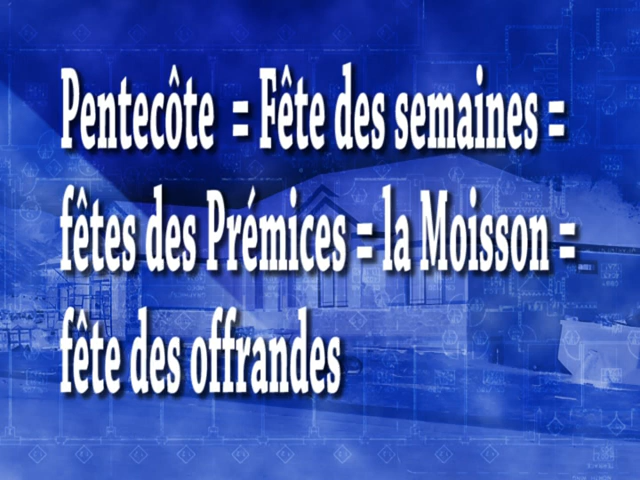 Pentecôte = Fête des semaines =
fêtes des Prémices = la Moisson =
fête des offrandes